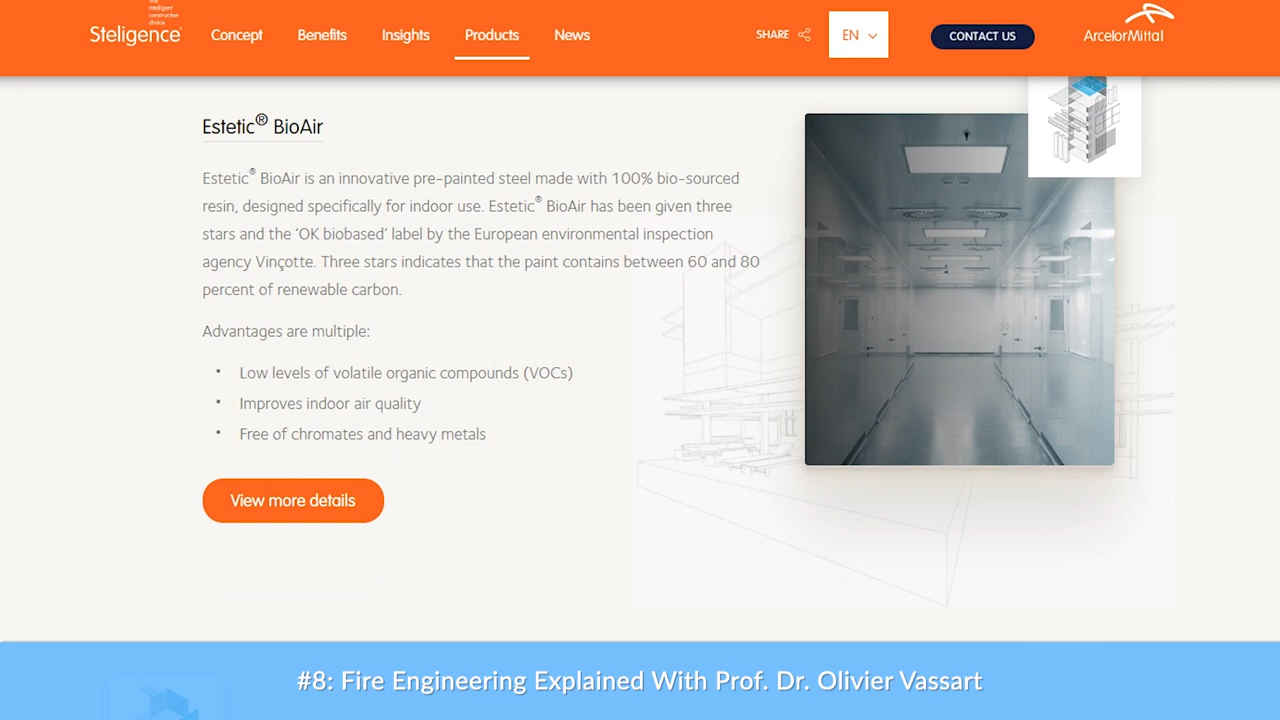 The
intelligent
construction
choice
Steligence®
Concept
Benefits
Insights
Products
News
SHARE
EN
CONTACT US
ArcelorMittal
Estetic® BioAir
Estetic® BioAir is an innovative pre-painted steel made with 100% bio-sourced
resin, designed specifically for indoor use. Estetic® BioAir has been given three
stars and the ‘OK biobased’ label by the European environmental inspection
agency Vinçotte. Three stars indicates that the paint contains between 60 and 80
percent of renewable carbon.
Advantages are multiple:
• Low levels of volatile organic compounds (VOCs)
• Improves indoor air quality
• Free of chromates and heavy metals
View more details
#8: Fire Engineering Explained With Prof. Dr. Olivier Vassart